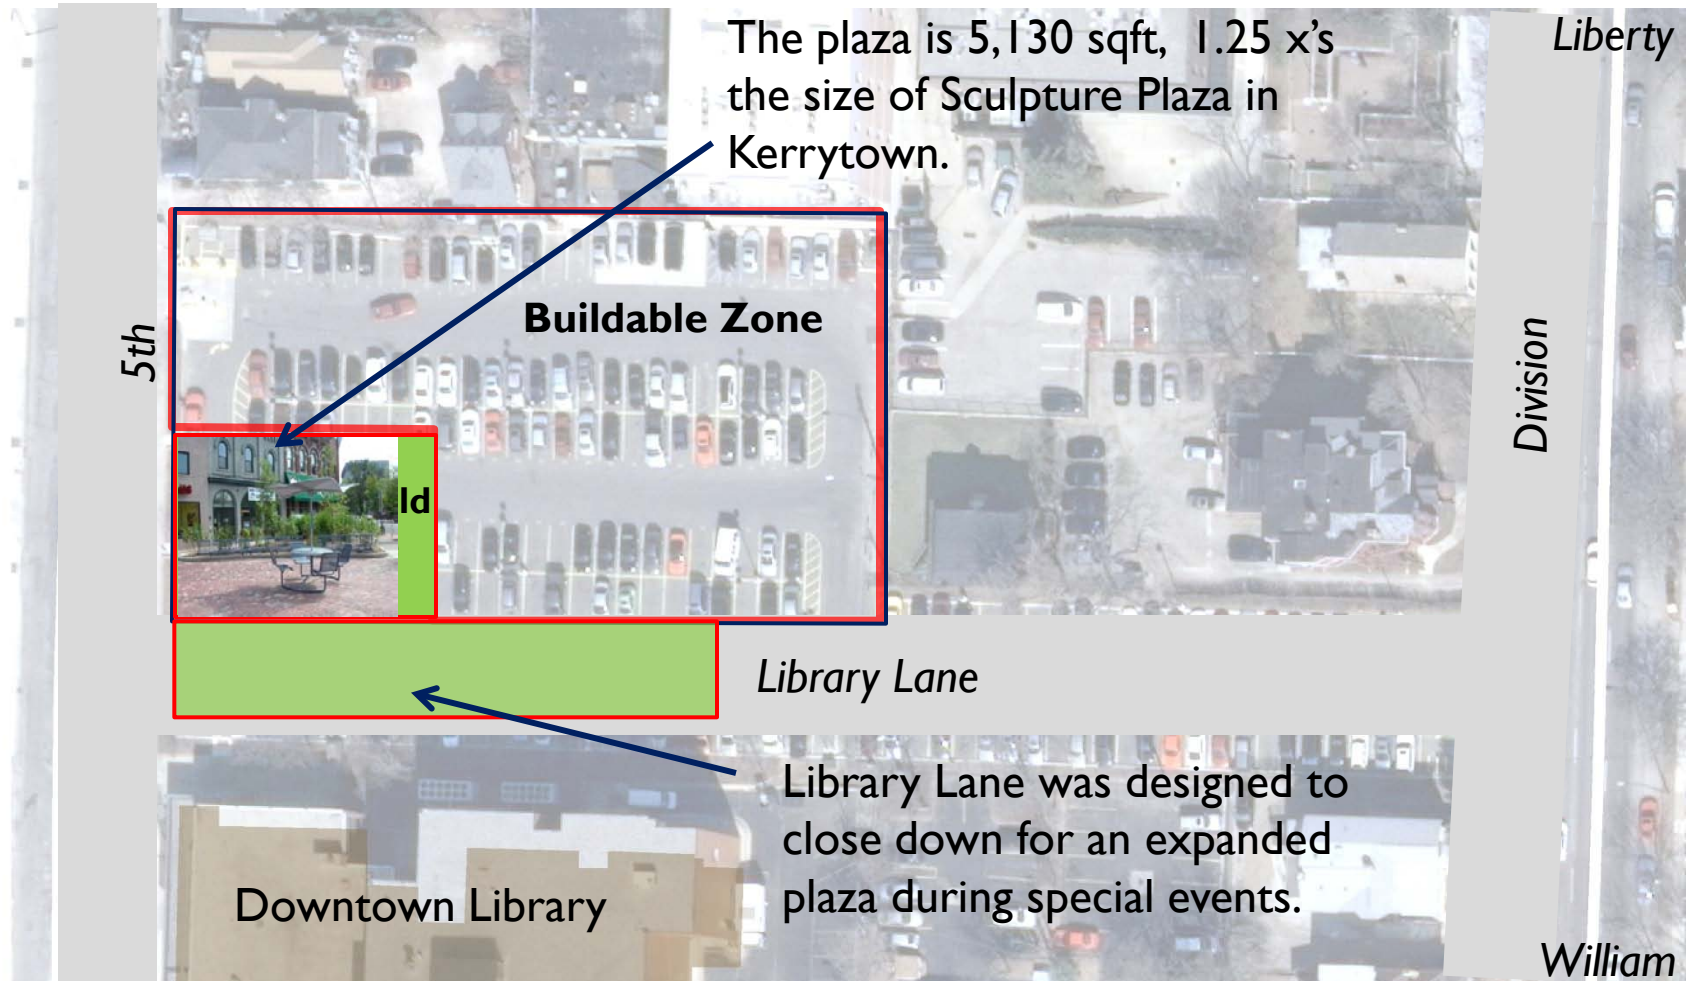 The plaza is 5,130 sqft, 1.25 x's
the size of Sculpture Plaza in
Kerrytown.
Liberty
Buildable Zone
5th
Division
ld
Library Lane
Library Lane was designed to
close down for an expanded
plaza during special events.
Downtown Library
William